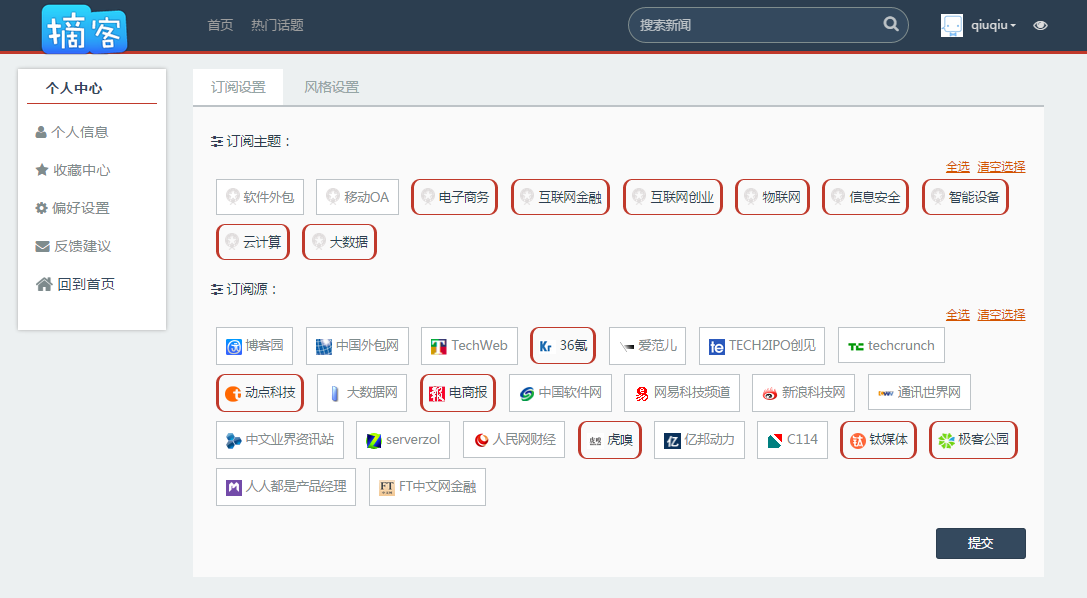 摘客 首页 热门话题 搜索新闻 qiuqiu
个人中心
个人信息
收藏中心
偏好设置
反馈建议
回到首页
订阅设置 风格设置
订阅主题：
全选 清空选择
软件外包 移动OA 电子商务 互联网金融 互联网创业 物联网 信息安全 智能设备
云计算 大数据
订阅源：
全选 清空选择
博客园 中国外包网 TechWeb Kr 36氪 爱范儿 te TECH2IPO创见 TC techcrunch
动点科技 大数据网 报 电商报 中国软件网 易 网易科技频道 新浪科技网 通讯世界网
中文业界资讯站 Z serverzol 人民网财经 虎嗅 虎嗅 亿 亿邦动力 C114 钛 钛媒体 极客公园
人人都是产品经理 FT FT中文网金融
提交